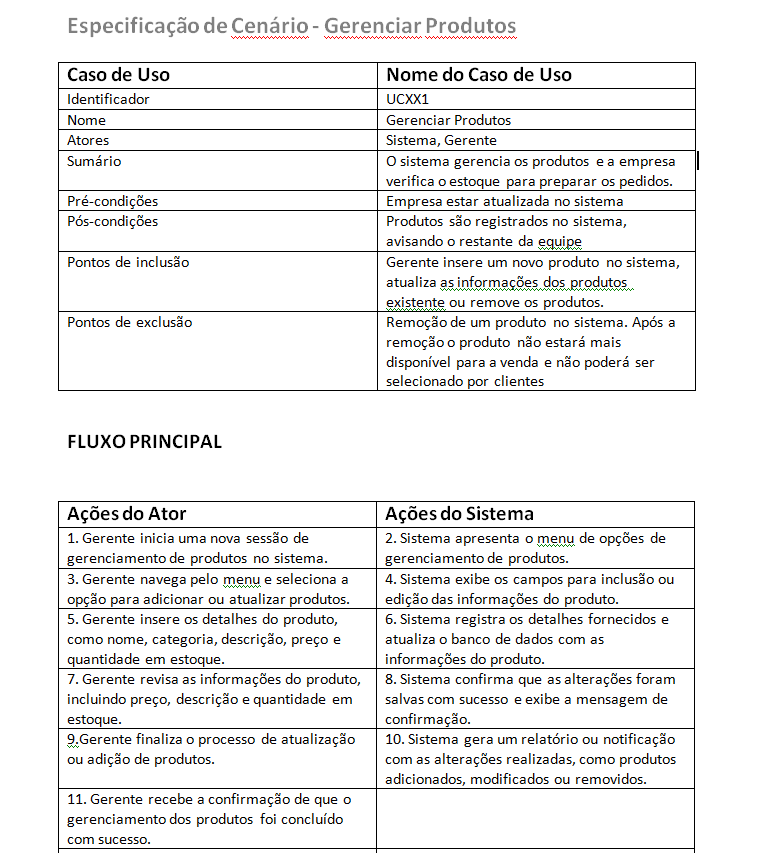 Especificação de Cenário - Gerenciar Produtos
Caso de Uso
Nome do Caso de Uso
Identificador
UCXX1
Nome
Gerenciar Produtos
Atores
Sistema, Gerente
Sumário
O sistema gerencia os produtos e a empresa
verifica o estoque para preparar os pedidos.
Pré-condições
Empresa estar atualizada no sistema
Pós-condições
Produtos são registrados no sistema,
avisando o restante da equipe
Pontos de inclusão
Gerente insere um novo produto no sistema,
atualiza as informações dos produtos
existente ou remove os produtos.
Pontos de exclusão
Remoção de um produto no sistema. Após a
remoção o produto não estará mais
disponível para a venda e não poderá ser
selecionado por clientes
FLUXO PRINCIPAL
Ações do Ator
Ações do Sistema
1. Gerente inicia uma nova sessão de
gerenciamento de produtos no sistema.
2. Sistema apresenta o menu de opções de
gerenciamento de produtos.
3. Gerente navega pelo menu e seleciona a
opção para adicionar ou atualizar produtos.
4. Sistema exibe os campos para inclusão ou
edição das informações do produto.
5. Gerente insere os detalhes do produto,
como nome, categoria, descrição, preço e
quantidade em estoque.
6. Sistema registra os detalhes fornecidos e
atualiza o banco de dados com as
informações do produto.
7. Gerente revisa as informações do produto,
incluindo preço, descrição e quantidade em
estoque.
8. Sistema confirma que as alterações foram
salvas com sucesso e exibe a mensagem de
confirmação.
9.Gerente finaliza o processo de atualização
ou adição de produtos.
10. Sistema gera um relatório ou notificação
com as alterações realizadas, como produtos
adicionados, modificados ou removidos.
11. Gerente recebe a confirmação de que o
gerenciamento dos produtos foi concluído
com sucesso.